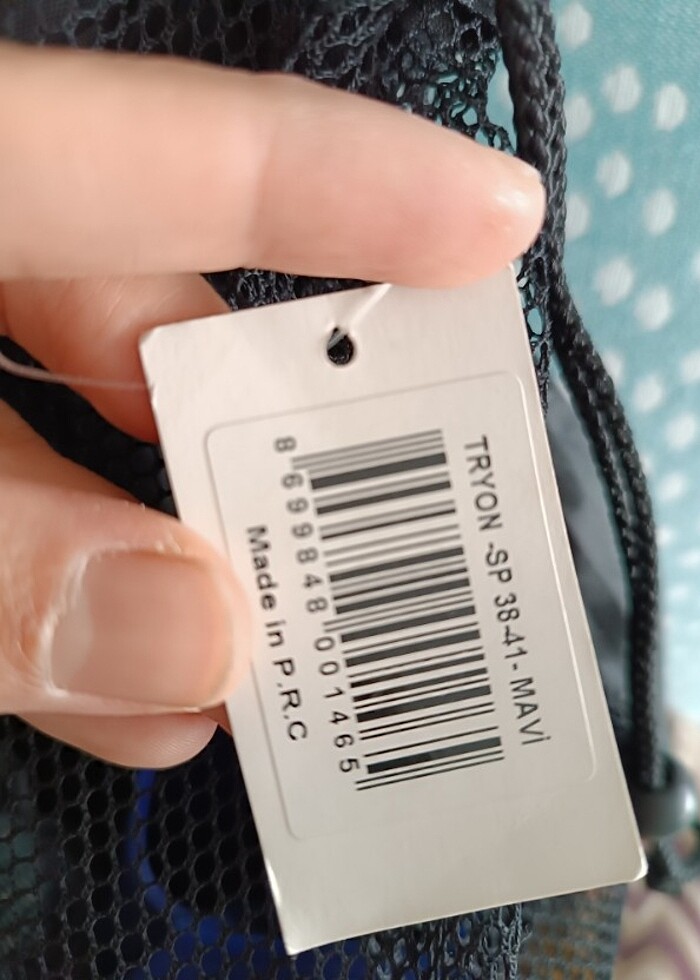 TRYON -SP 38-41- MAVİ
8 699848 001465
Made in P.R.C